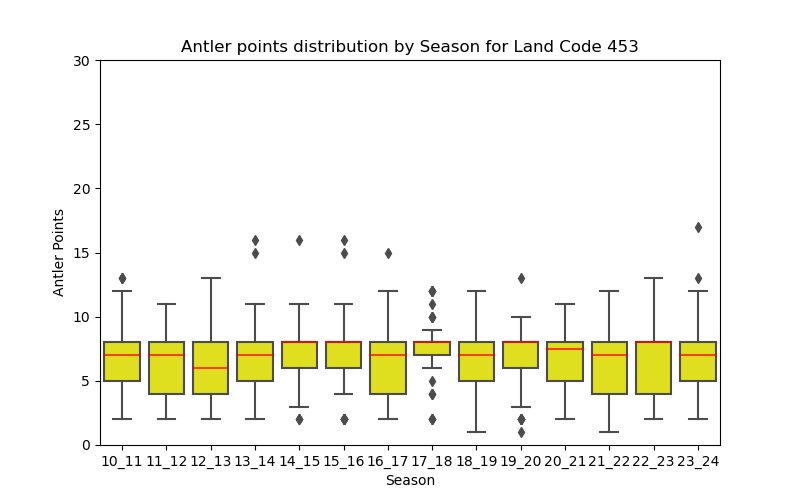 Antler points distribution by Season for Land Code 453
30
25
20
15
10
5
0
Antler Points
10_11 11_12 12_13 13_14 14_15 15_16 16_17 17_18 18_19 19_20 20_21 21_22 22_23 23_24
Season